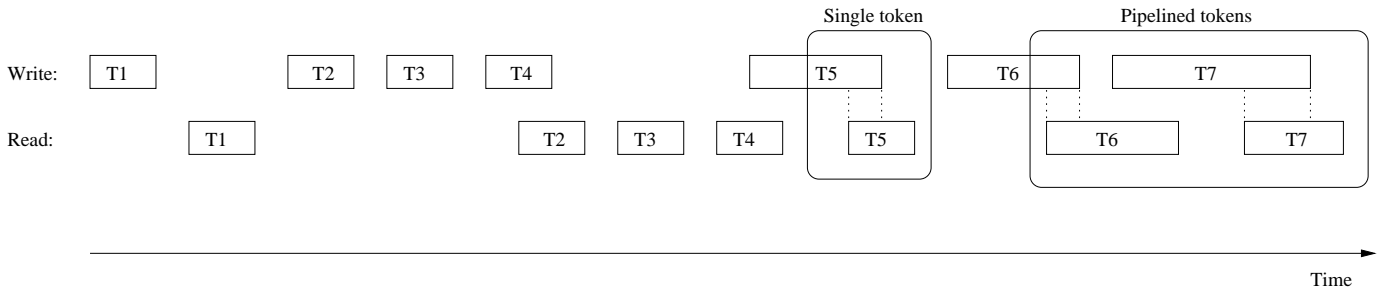 Single token Pipelined tokens
Write: T1 T2 T3 T4 T5 T6 T7
Read: T1 T2 T3 T4 T5 T6 T7
Time